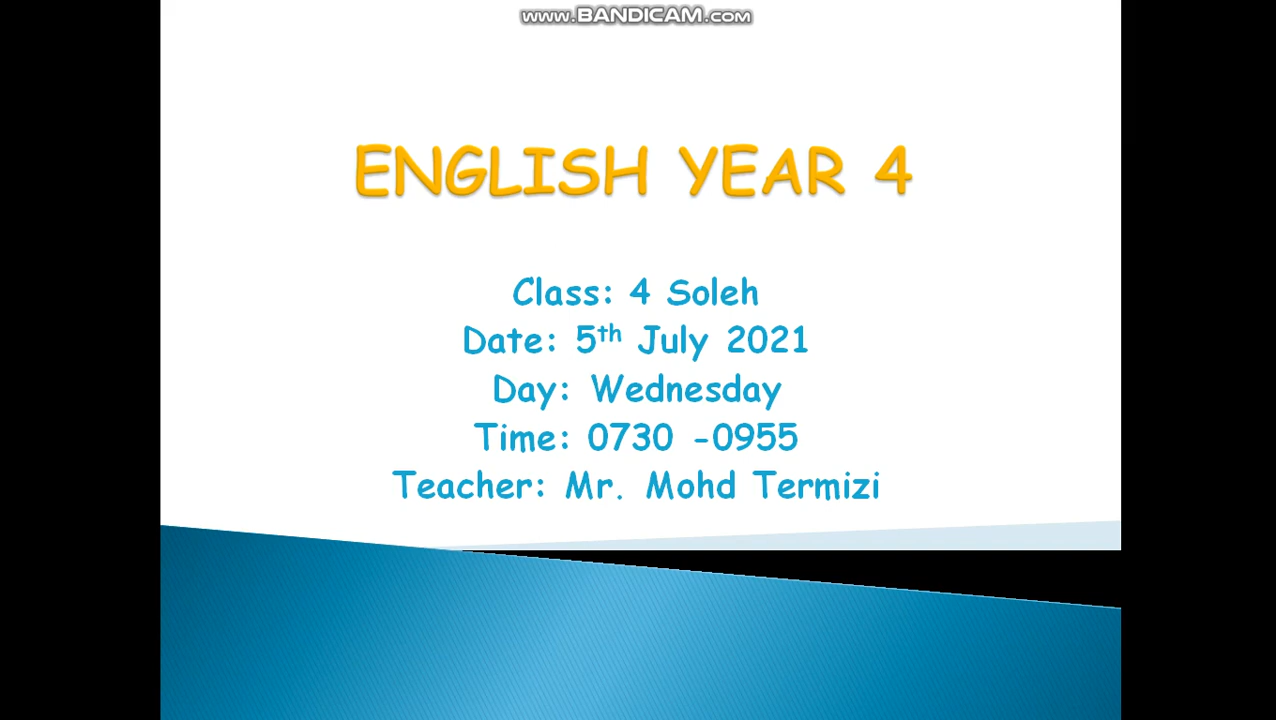 www.BANDICAM.com
ENGLISH YEAR 4
Class: 4 Soleh
Date: 5th July 2021
Day: Wednesday
Time: 0730 -0955
Teacher: Mr. Mohd Termizi